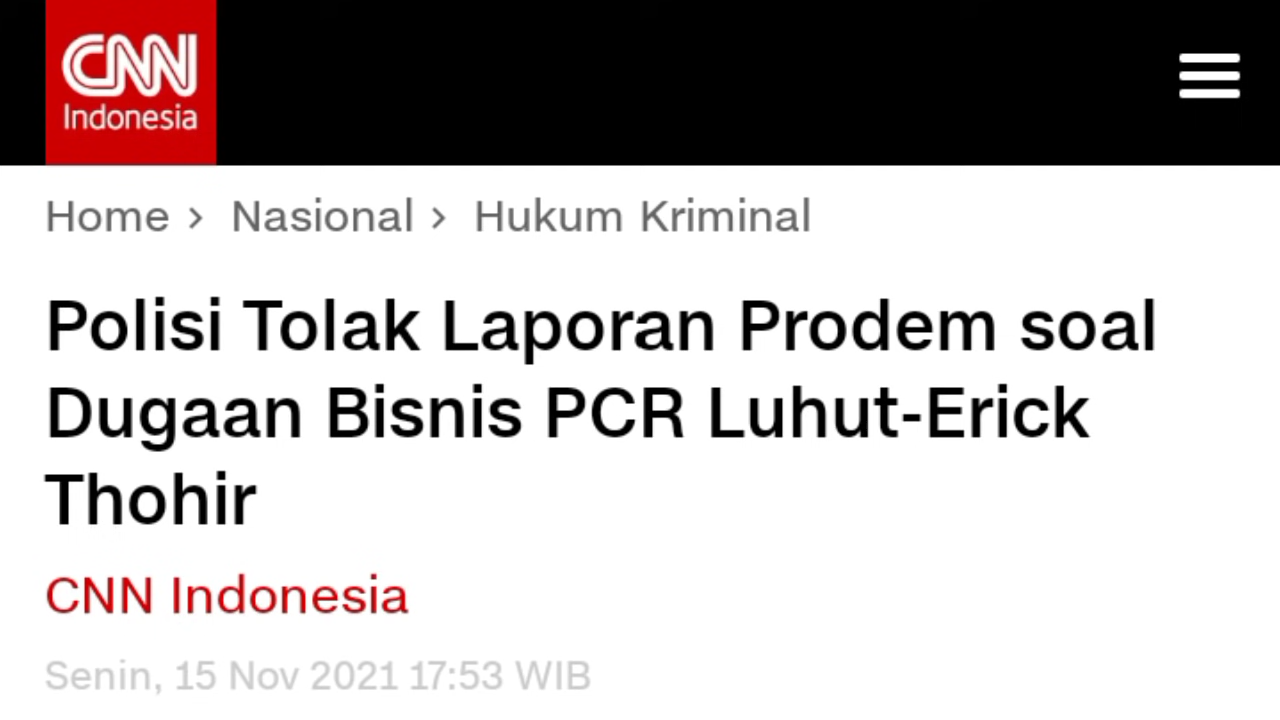 CNN
Indonesia
Home > Nasional > Hukum Kriminal
Polisi Tolak Laporan Prodem soal
Dugaan Bisnis PCR Luhut-Erick
Thohir
CNN Indonesia
Senin, 15 Nov 2021 17:53 WIB